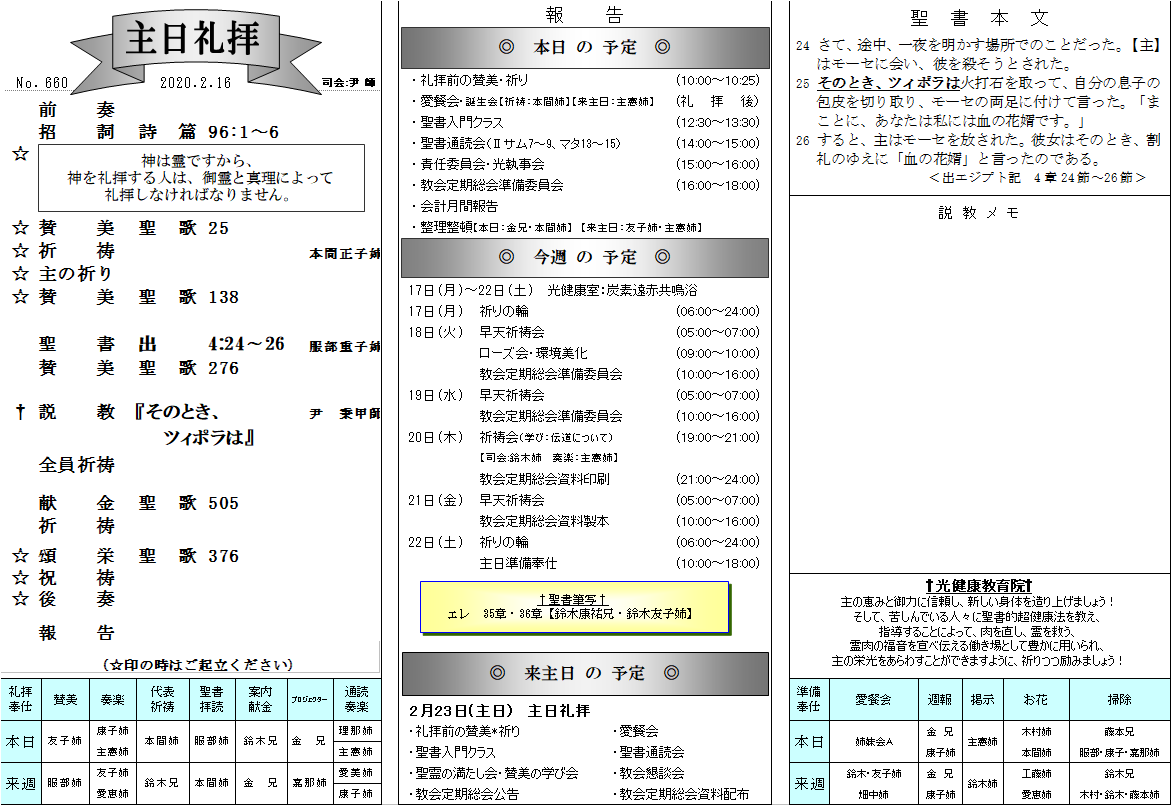 主日礼拝
No. 660 2020.2.16 司会:尹 師
前 奏
招 詞 詩 篇 96:1～6
☆
神は霊ですから、
神を礼拝する人は、御霊と真理によって
礼拝しなければなりません。
☆ 賛 美 聖 歌 25
☆ 祈 祷 本間正子姉
☆ 主の祈り
☆ 賛 美 聖 歌 138
聖 書 出 4:24～26 服部重子姉
賛 美 聖 歌 276
† 説 教 『そのとき、 尹 秉甲師
ツィポラは』
全員祈祷
献 金 聖 歌 505
祈 祷
☆ 頌 栄 聖 歌 376
☆ 祝 祷
☆ 後 奏
報 告
(☆印の時はご起立ください)
礼拝奉仕 賛美 奏楽 代表祈祷 聖書拝読 案内献金 プロジェクター 通読奏楽
本日 友子姉 康子姉 主憲姉 本間姉 服部姉 鈴木兄 金 兄 理那姉 主憲姉
来週 服部姉 友子姉 愛恵姉 鈴木兄 本間姉 金 兄 嘉那姉 愛美姉 康子姉
報 告
◎ 本日 の 予定 ◎
・礼拝前の賛美・祈り (10:00～10:25)
・愛餐会・誕生会【祈祷:本間姉】【来主日:主憲姉】 (礼 拝 後)
・聖書入門クラス (12:30～13:30)
・聖書通読会(Ⅱサム7～9、マタ13～15) (14:00～15:00)
・責任委員会・光執事会 (15:00～16:00)
・教会定期総会準備委員会 (16:00～18:00)
・会計月間報告
・整理整頓【本日:金兄・本間姉】 【来主日:友子姉・主憲姉】
◎ 今週 の 予定 ◎
17日(月)～22日(土) 光健康室:炭素遠赤共鳴浴
17日(月) 祈りの輪 (06:00～24:00)
18日(火) 早天祈祷会 (05:00～07:00)
ローズ会・環境美化 (09:00～10:00)
教会定期総会準備委員会 (10:00～16:00)
19日(水) 早天祈祷会 (05:00～07:00)
教会定期総会準備委員会 (10:00～16:00)
20日(木) 祈祷会(学び:伝道について) (19:00～21:00)
【司会:鈴木姉 奏楽:主憲姉】
教会定期総会資料印刷 (21:00～24:00)
21日(金) 早天祈祷会 (05:00～07:00)
教会定期総会資料製本 (10:00～16:00)
22日(土) 祈りの輪 (06:00～24:00)
主日準備奉仕 (10:00～18:00)
†聖書筆写†
エレ 35章・36章【鈴木康祐兄・鈴木友子姉】
◎ 来主日 の 予定 ◎
2月23日(主日) 主日礼拝
・礼拝前の賛美*祈り ・愛餐会
・聖書入門クラス ・聖書通読会
・聖霊の満たし会・賛美の学び会 ・教会懇談会
・教会定期総会公告 ・教会定期総会資料配布
聖 書 本 文
24 さて、途中、一夜を明かす場所でのことだった。【主】
はモーセに会い、彼を殺そうとされた。
25 そのとき、ツィポラは火打石を取って、自分の息子の
包皮を切り取り、モーセの両足に付けて言った。「ま
ことに、あなたは私には血の花婿です。」
26 すると、主はモーセを放された。彼女はそのとき、割
礼のゆえに「血の花婿」と言ったのである。
＜出エジプト記 4章24節～26節＞
説 教 メ モ
†光健康教育院†
主の恵みと御力に信頼し、新しい身体を造り上げましょう!
そして、苦しんでいる人々に聖書的超健康法を教え、
指導することによって、肉を直し、霊を救う、
霊肉の福音を宣べ伝える働き場として豊かに用いられ、
主の栄光をあらわすことができますように、祈りつつ励みましょう!
準備奉仕 愛餐会 週報 掲示 お花 掃除
本日 姉妹会A 金 兄 康子姉 主憲姉 木村姉 本間姉 藤本兄 服部・康子・嘉那姉
来週 鈴木・友子姉 畑中姉 金 兄 康子姉 鈴木姉 工藤姉 愛恵姉 鈴木兄 木村・鈴木・藤本姉